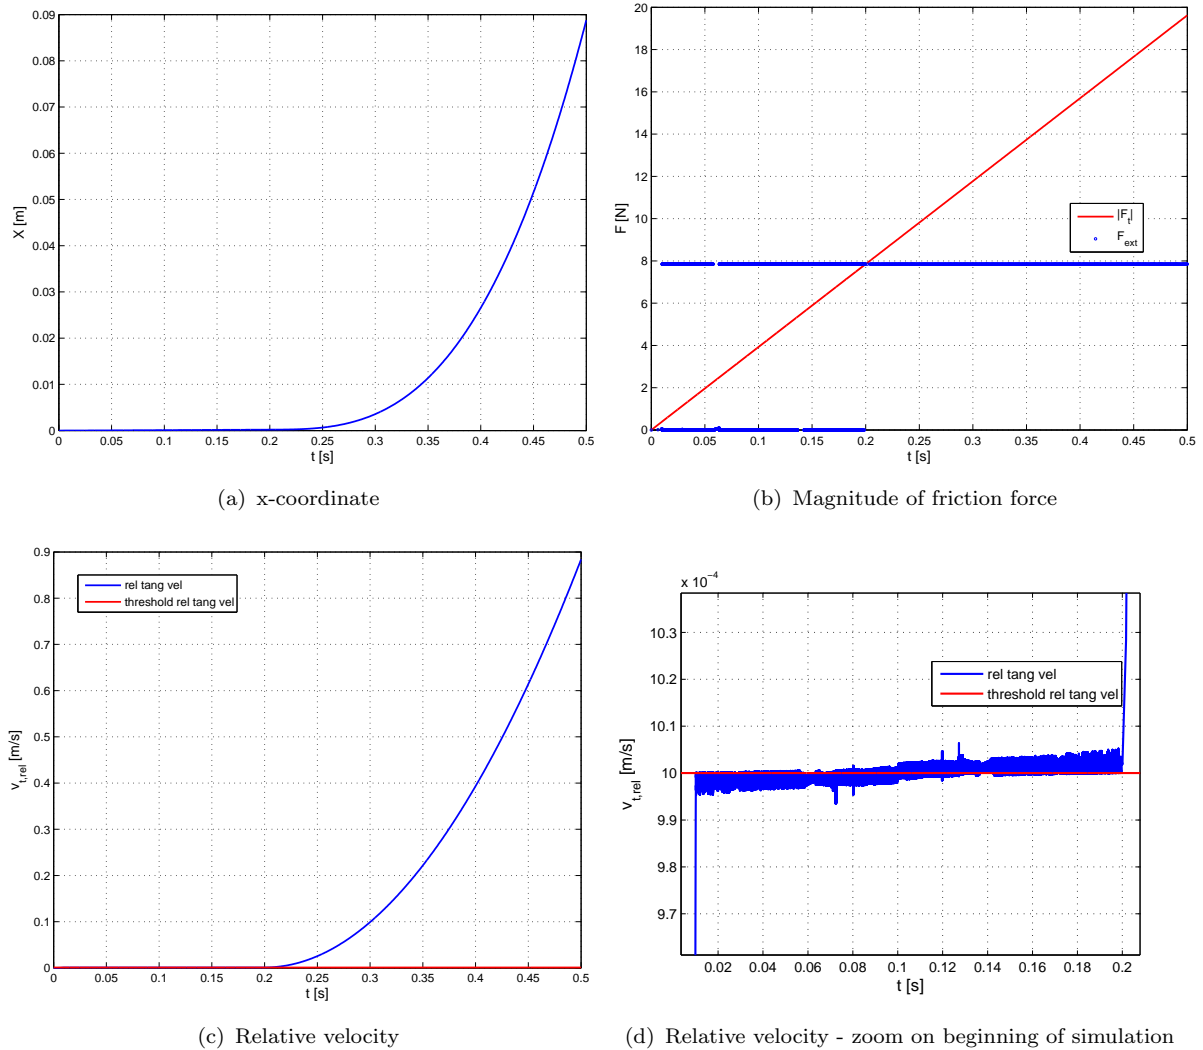 0.09
0.08
0.07
0.06
0.05
0.04
0.03
0.02
0.01
0
X [m]
0 0.05 0.1 0.15 0.2 0.25 0.3 0.35 0.4 0.45 0.5
t [s]
(a) x-coordinate
20
18
16
14
12
10
8
6
4
2
0
F [N]
|F_t|
F_ext
0 0.05 0.1 0.15 0.2 0.25 0.3 0.35 0.4 0.45 0.5
t [s]
(b) Magnitude of friction force
0.9
0.8
0.7
0.6
0.5
0.4
0.3
0.2
0.1
0
v_t,rel [m/s]
rel tang vel
threshold rel tang vel
0 0.05 0.1 0.15 0.2 0.25 0.3 0.35 0.4 0.45 0.5
t [s]
(c) Relative velocity
x 10^−4
10.3
10.2
10.1
10
9.9
9.8
9.7
v_t,rel [m/s]
rel tang vel
threshold rel tang vel
0.02 0.04 0.06 0.08 0.1 0.12 0.14 0.16 0.18 0.2
t [s]
(d) Relative velocity - zoom on beginning of simulation